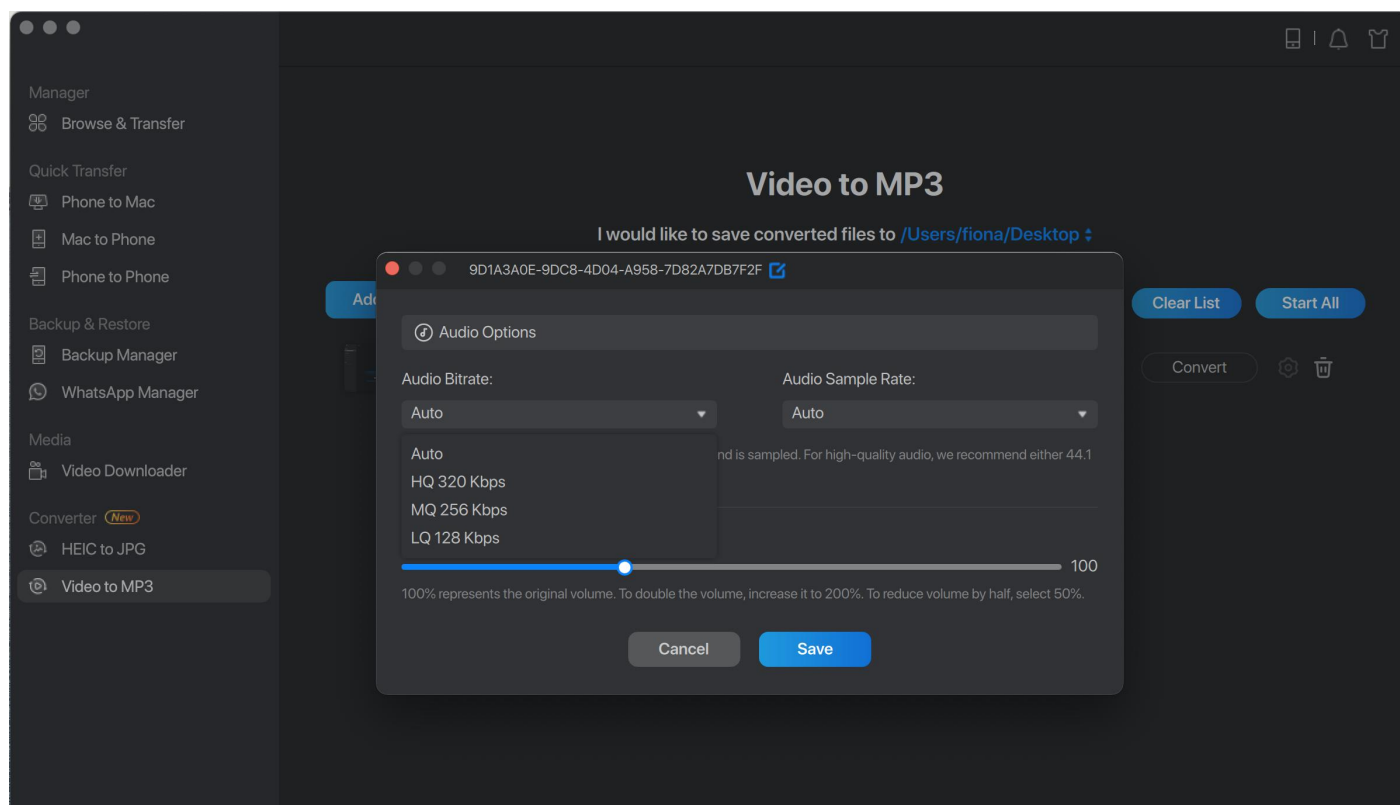 Manager
Browse & Transfer
Quick Transfer
Phone to Mac
Mac to Phone
Phone to Phone
Backup & Restore
Backup Manager
WhatsApp Manager
Media
Video Downloader
Converter New
HEIC to JPG
Video to MP3
Video to MP3
I would like to save converted files to /Users/fiona/Desktop
Clear List
Start All
Convert
9D1A3A0E-9DC8-4D04-A958-7D82A7DB7F2F
Audio Options
Audio Bitrate:
Audio Sample Rate:
Auto
Auto
Auto
HQ 320 Kbps
MQ 256 Kbps
LQ 128 Kbps
is sampled. For high-quality audio, we recommend either 44.1
100
100% represents the original volume. To double the volume, increase it to 200%. To reduce volume by half, select 50%.
Cancel
Save